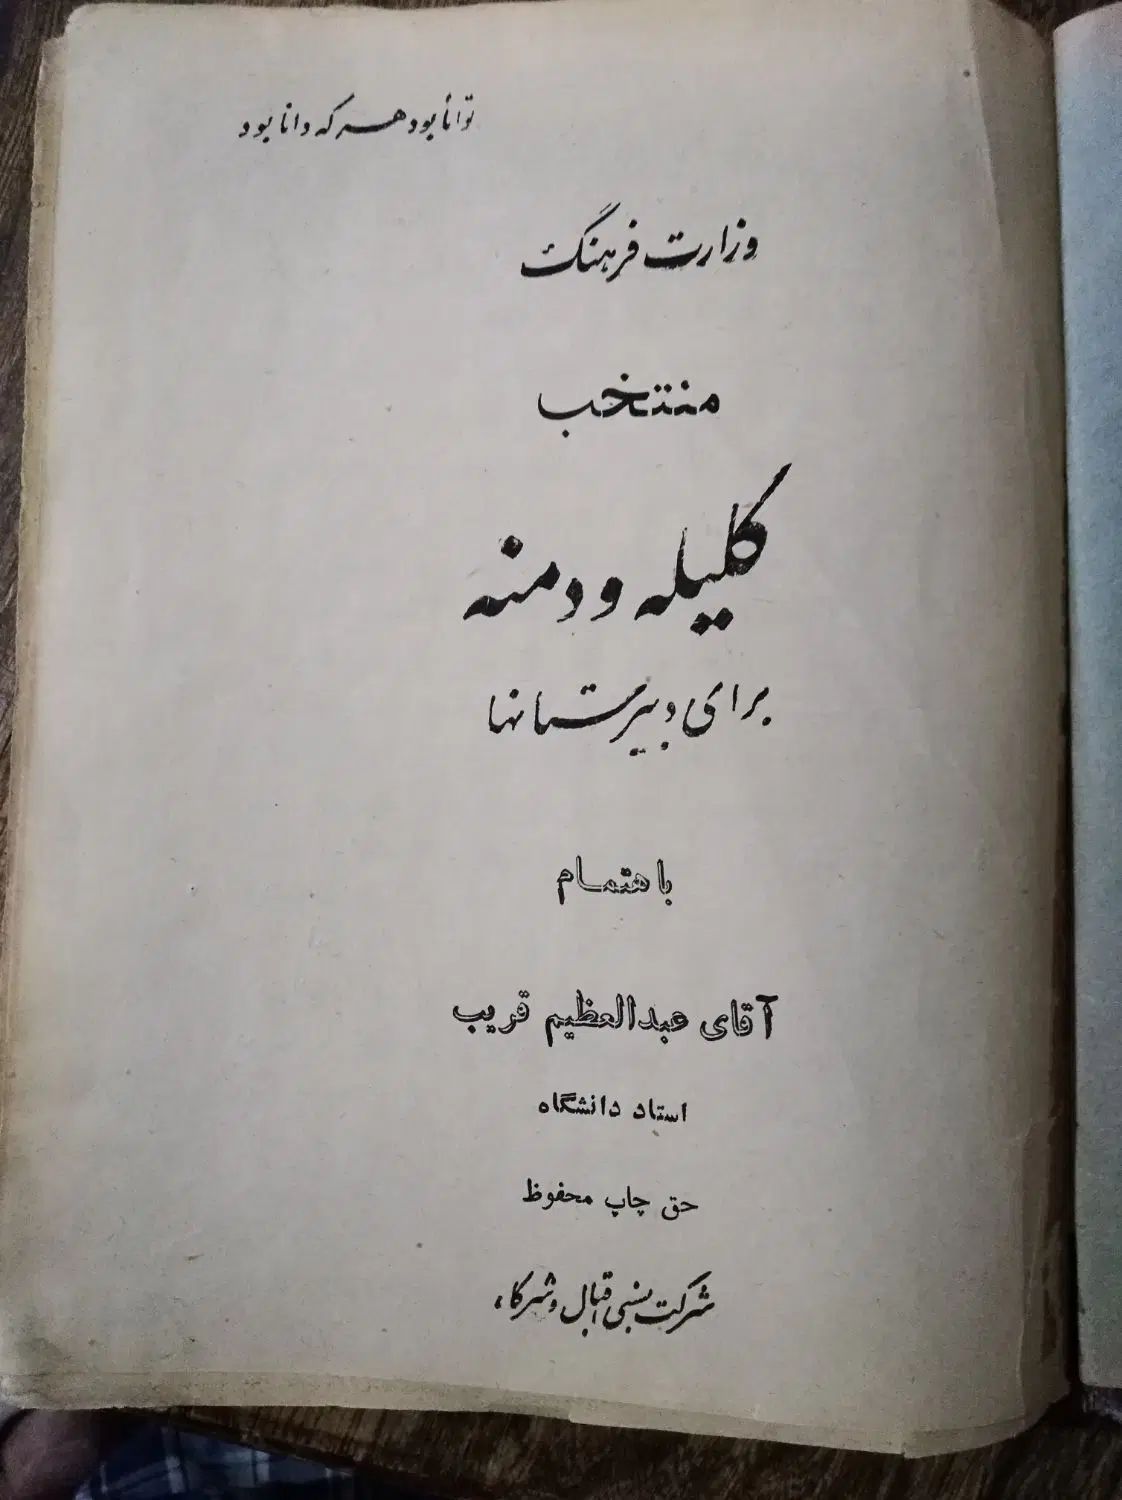 توانا بود هر که دانا بود
وزارت فرهنگ
منتخب
کلیله و دمنه
برای دبیرستانها
باهتمام
آقای عبدالعظیم قریب
استاد دانشگاه
حق چاپ محفوظ
شرکت نسبی اقبال و شرکاء